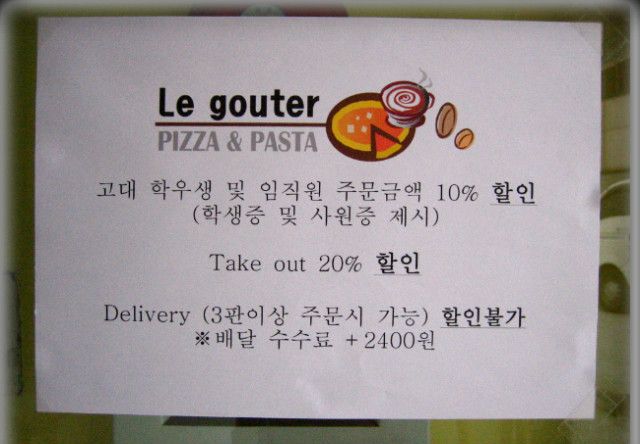 Le gouter
PIZZA & PASTA
고대 학우생 및 임직원 주문금액 10% 할인
(학생증 및 사원증 제시)
Take out 20% 할인
Delivery (3판이상 주문시 가능) 할인불가
※배달 수수료 +2400원